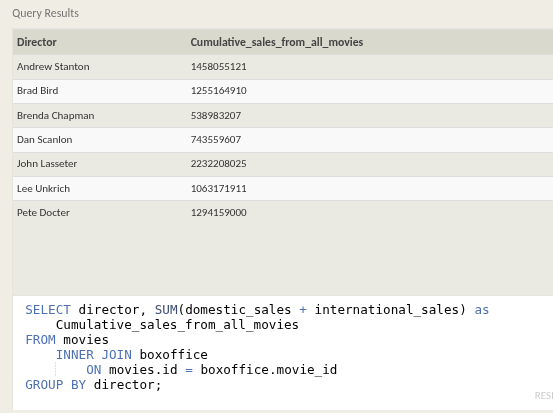 Query Results
Director Cumulative_sales_from_all_movies
Andrew Stanton 1458055121
Brad Bird 1255164910
Brenda Chapman 538983207
Dan Scanlon 743559607
John Lasseter 2232208025
Lee Unkrich 1063171911
Pete Docter 1294159000
SELECT director, SUM(domestic_sales + international_sales) as
Cumulative_sales_from_all_movies
FROM movies
INNER JOIN boxoffice
ON movies.id = boxoffice.movie_id
GROUP BY director;